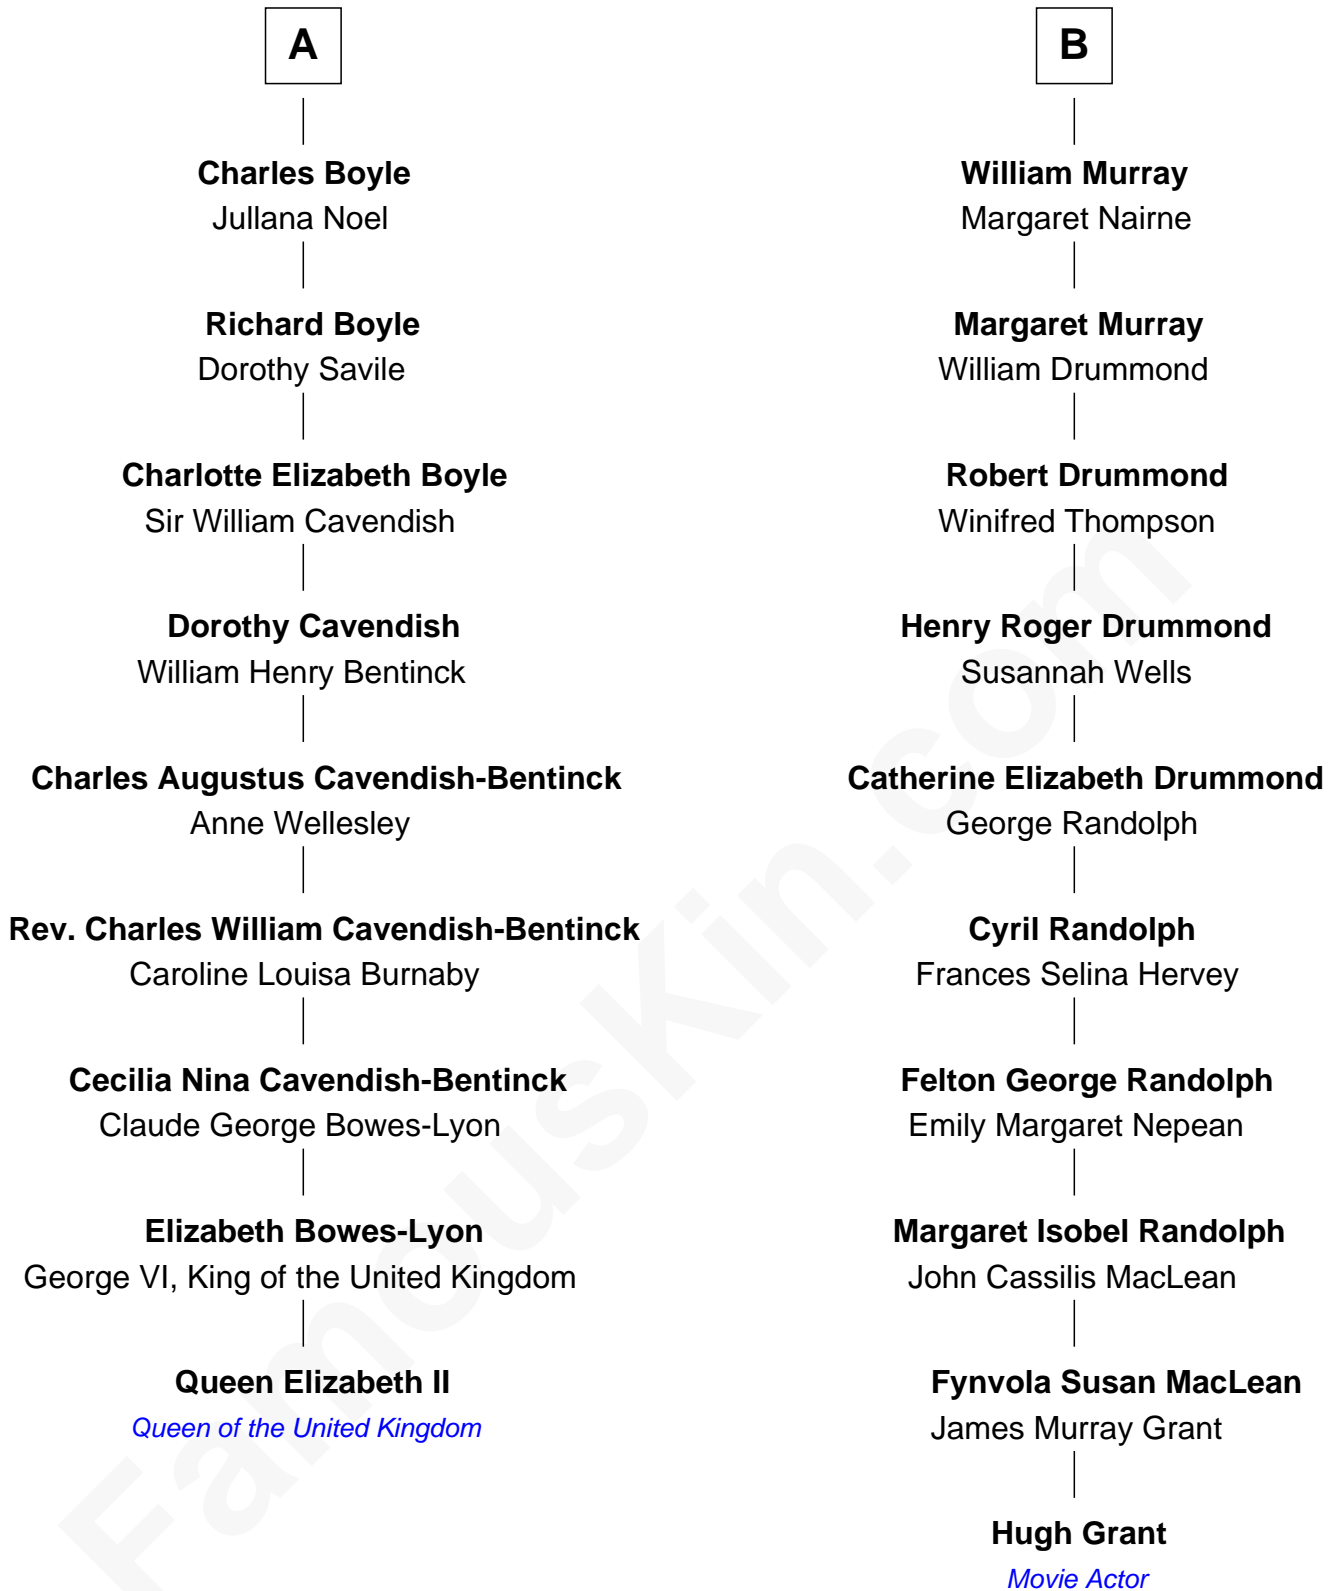 A
Charles Boyle
Jullana Noel
Richard Boyle
Dorothy Savile
Charlotte Elizabeth Boyle
Sir William Cavendish
Dorothy Cavendish
William Henry Bentinck
Charles Augustus Cavendish-Bentinck
Anne Wellesley
Rev. Charles William Cavendish-Bentinck
Caroline Louisa Burnaby
Cecilia Nina Cavendish-Bentinck
Claude George Bowes-Lyon
Elizabeth Bowes-Lyon
George VI, King of the United Kingdom
Queen Elizabeth II
Queen of the United Kingdom
B
William Murray
Margaret Nairne
Margaret Murray
William Drummond
Robert Drummond
Winifred Thompson
Henry Roger Drummond
Susannah Wells
Catherine Elizabeth Drummond
George Randolph
Cyril Randolph
Frances Selina Hervey
Felton George Randolph
Emily Margaret Nepean
Margaret Isobel Randolph
John Cassilis MacLean
Fynvola Susan MacLean
James Murray Grant
Hugh Grant
Movie Actor
FamousKin.com